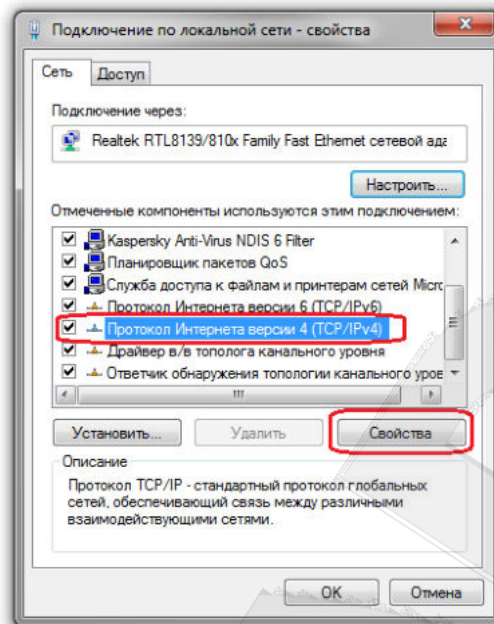 Подключение по локальной сети - свойства
Сеть
Доступ
Подключение через:
Realtek RTL8139/810x Family Fast Ethernet сетевой ада
Настроить...
Отмеченные компоненты используются этим подключением:
Kaspersky Anti-Virus NDIS 6 Filter
Планировщик пакетов QoS
Служба доступа к файлам и принтерам сетей Micro
Протокол Интернета версии 6 (TCP/IPv6)
Протокол Интернета версии 4 (TCP/IPv4)
Драйвер в/в тополога канального уровня
Ответчик обнаружения топологии канального уров
Установить...
Удалить
Свойства
Описание
Протокол TCP/IP - стандартный протокол глобальных
сетей, обеспечивающий связь между различными
взаимодействующими сетями.
OK
Отмена